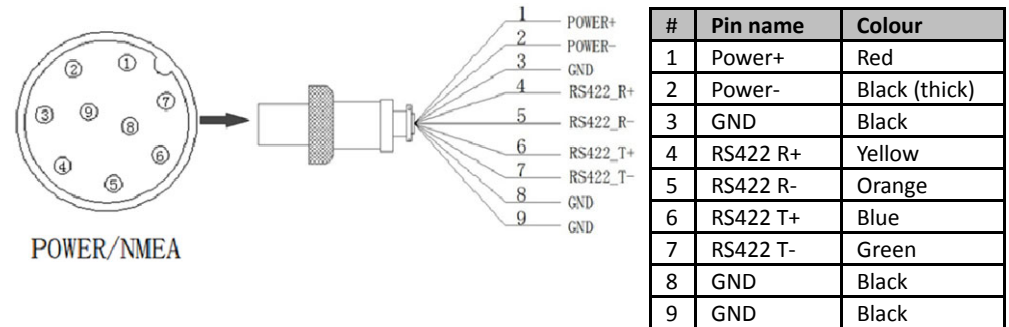 ① ② ③ ④ ⑤ ⑥ ⑦ ⑧ ⑨
POWER/NMEA
1 POWER+
2 POWER-
3 GND
4 RS422_R+
5 RS422_R-
6 RS422_T+
7 RS422_T-
8 GND
9 GND
# Pin name Colour
1 Power+ Red
2 Power- Black (thick)
3 GND Black
4 RS422 R+ Yellow
5 RS422 R- Orange
6 RS422 T+ Blue
7 RS422 T- Green
8 GND Black
9 GND Black